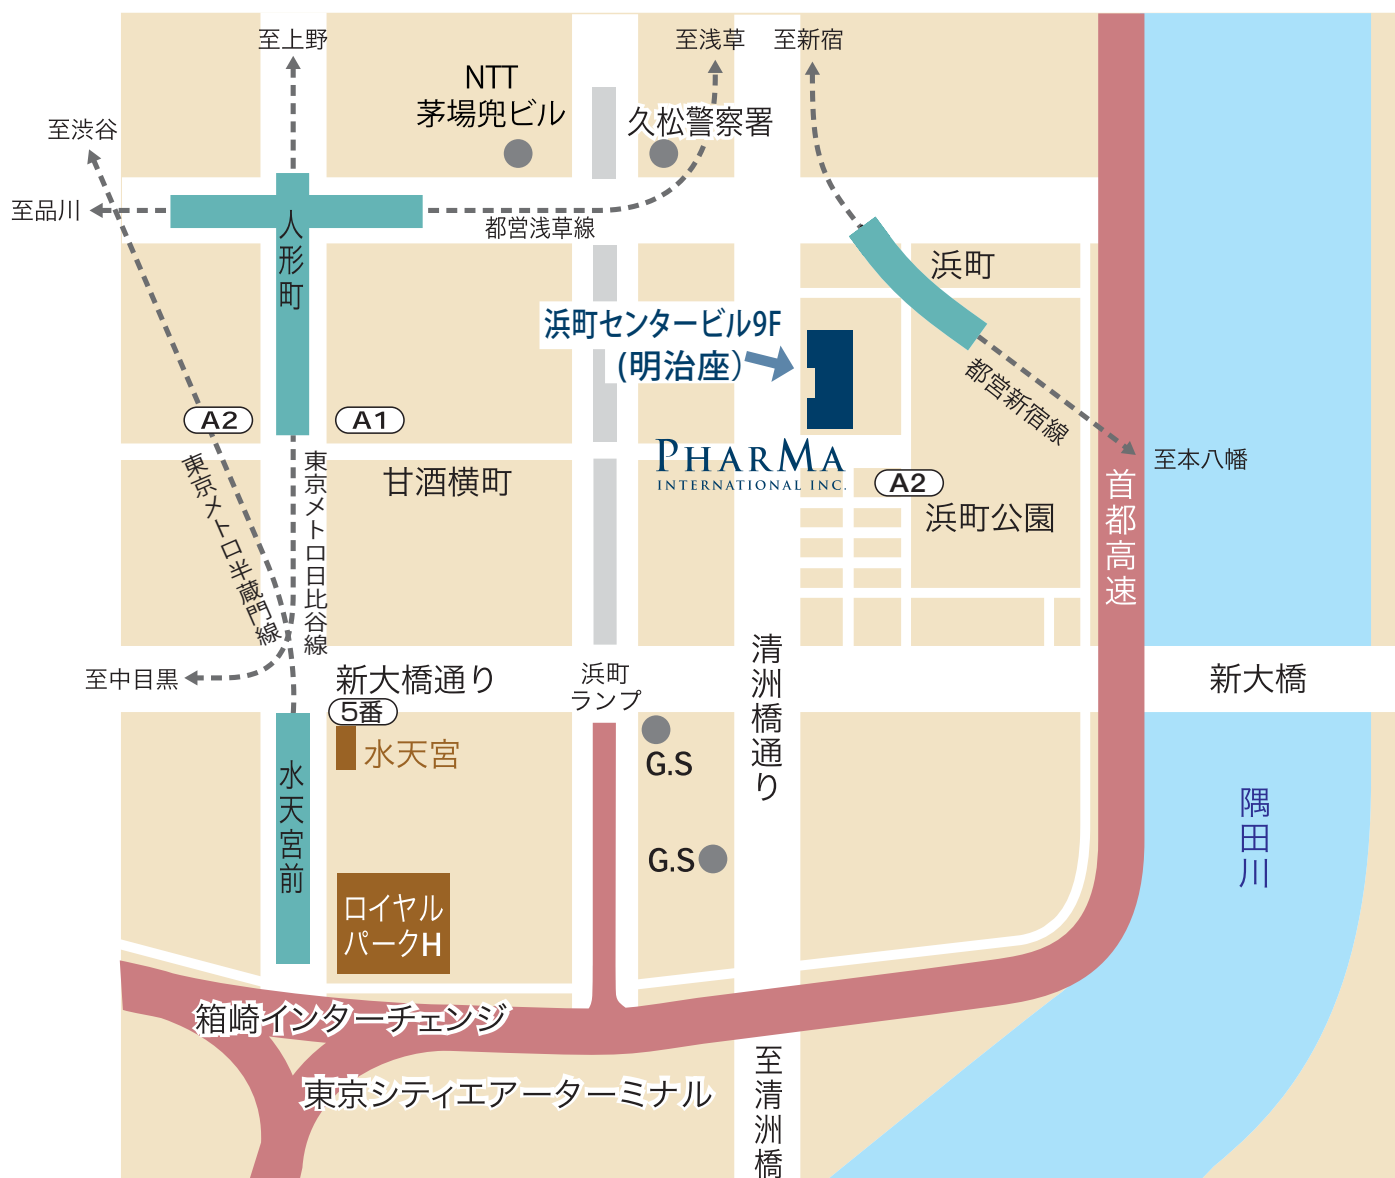 至上野
至浅草
至新宿
NTT
茅場兜ビル
久松警察署
至渋谷
至品川
人形町
都営浅草線
浜町
浜町センタービル9F
(明治座)
都営新宿線
A2
A1
至本八幡
東京メトロ半蔵門線
東京メトロ日比谷線
甘酒横町
PHARMA
INTERNATIONAL INC.
A2
浜町公園
首都高速
至中目黒
新大橋通り
浜町
ランプ
清洲橋通り
新大橋
5番
水天宮
水天宮前
G.S
G.S
隅田川
ロイヤル
パークH
箱崎インターチェンジ
東京シティエアーターミナル
至清洲橋